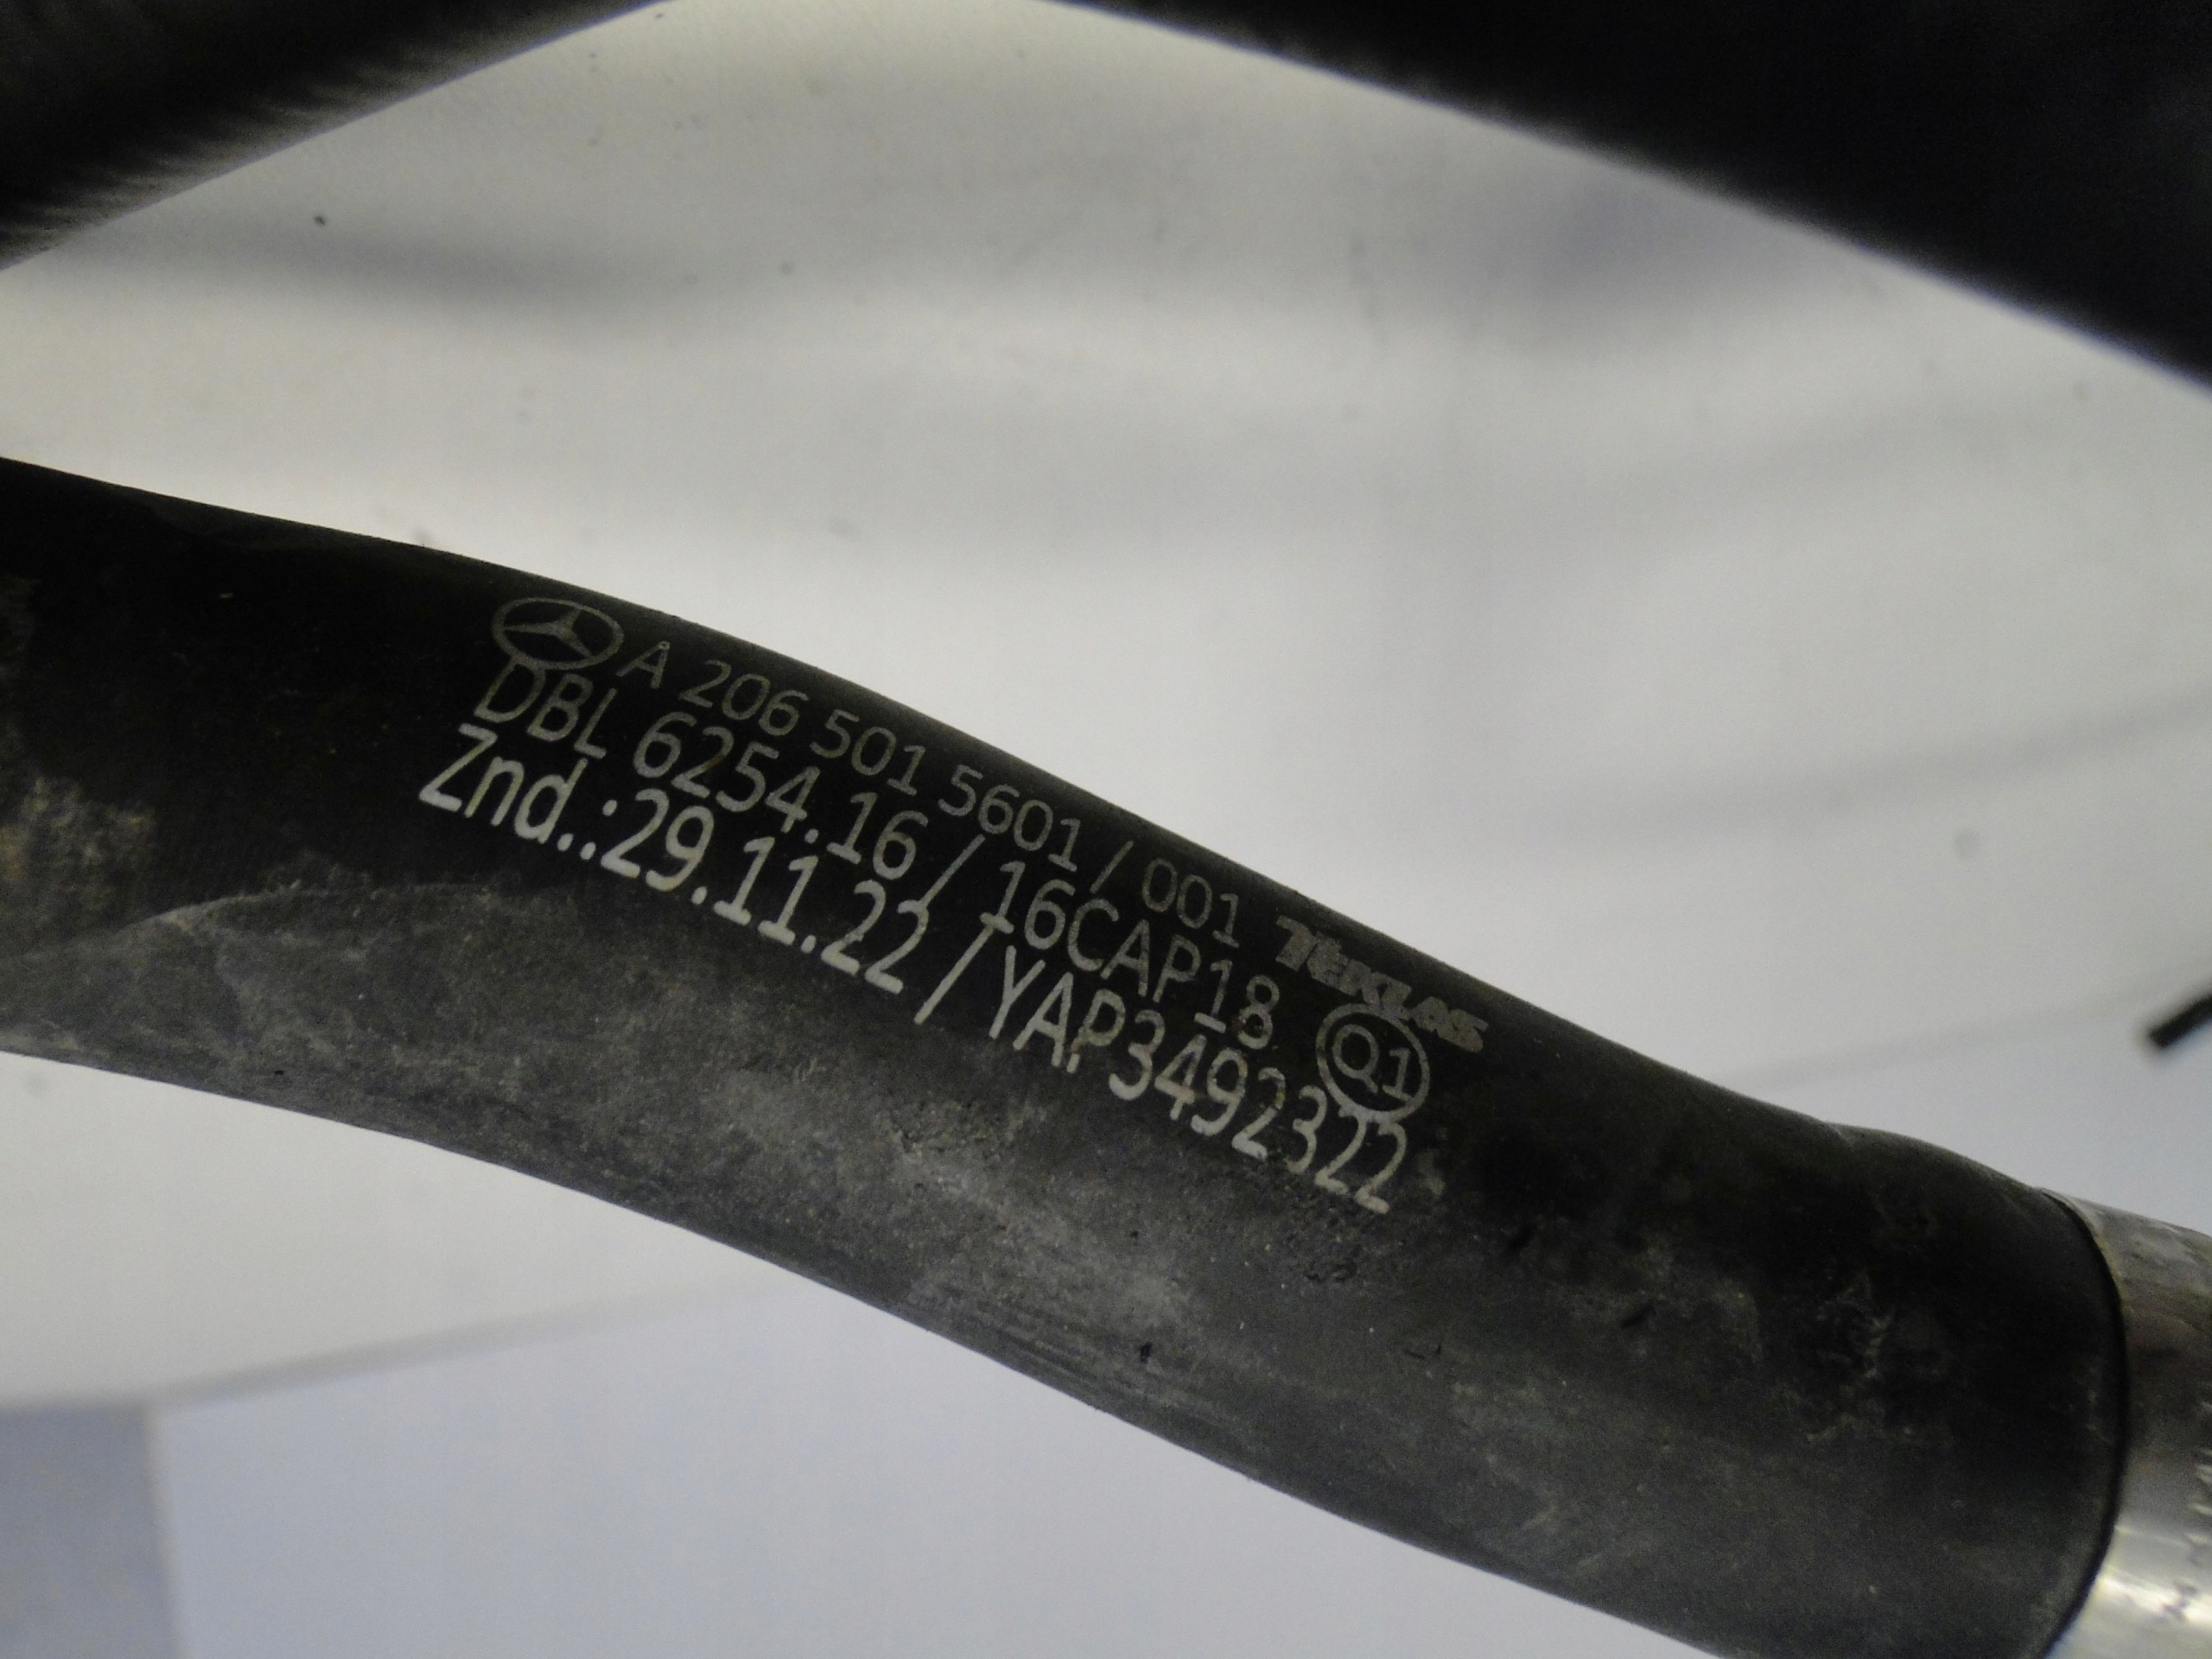 A 206 501 5601 / 001 TEKLAS
DBL 6254.16 / 16CAP18 Q1
Znd.:29.11.22 / YAP3492322